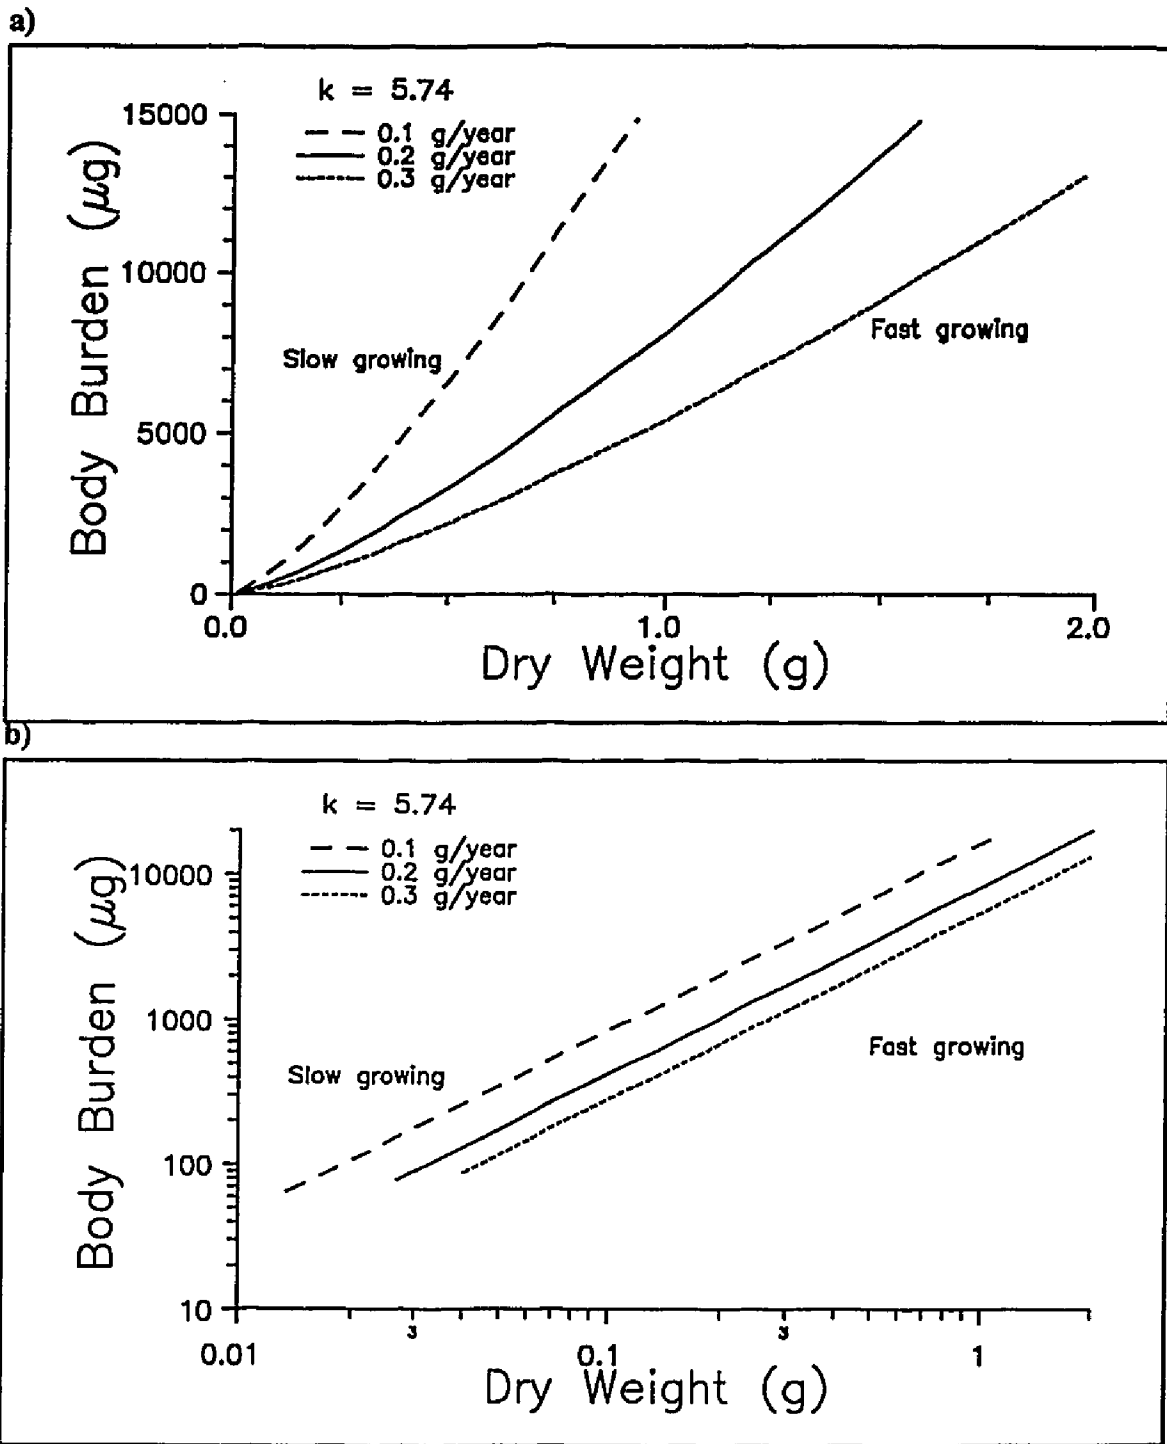 a)
k = 5.74
0.1 g/year
0.2 g/year
0.3 g/year
15000
10000
5000
0
Body Burden (µg)
Slow growing
Fast growing
0.0
1.0
2.0
Dry Weight (g)
b)
k = 5.74
0.1 g/year
0.2 g/year
0.3 g/year
10000
1000
100
10
Body Burden (µg)
Slow growing
Fast growing
3
3
0.01
0.1
1
Dry Weight (g)